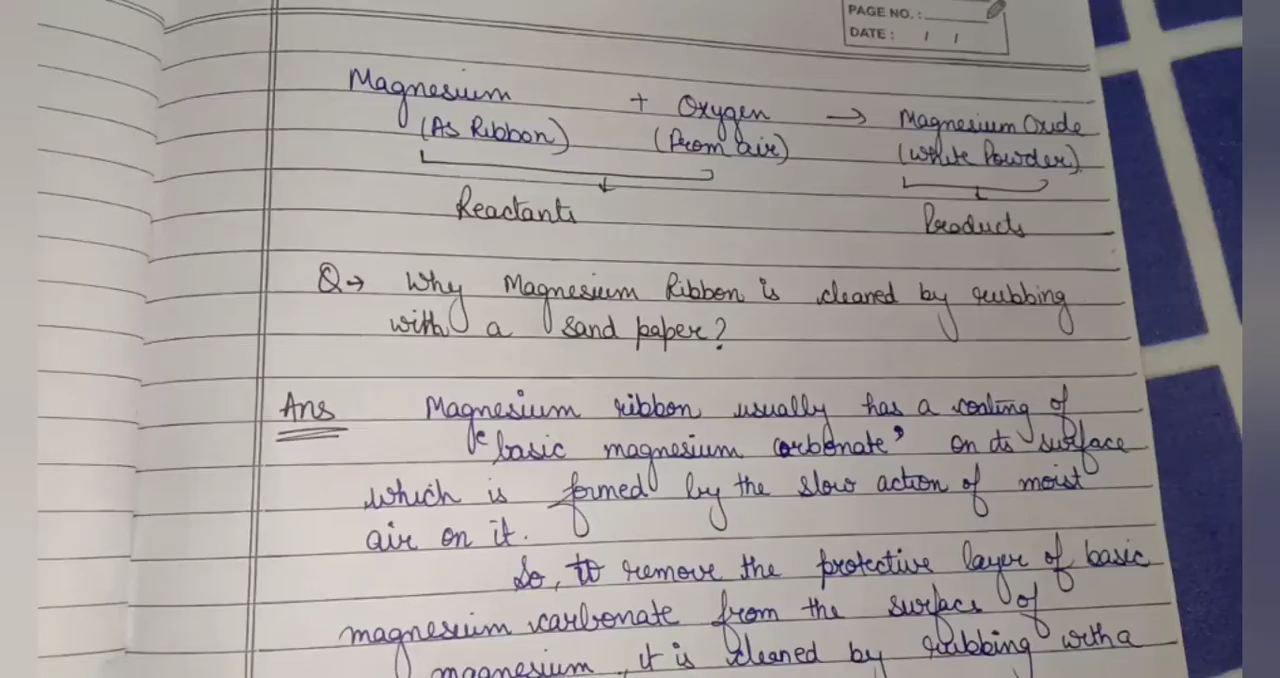 PAGE NO. :
DATE : / /
Magnesium + Oxygen → Magnesium Oxide
(As Ribbon) (From air) (White Powder)
Reactants Products
Q→ Why Magnesium Ribbon is cleaned by rubbing
with a sand paper?
Ans Magnesium ribbon usually has a coating of
"basic magnesium carbonate" on its surface
which is formed by the slow action of moist
air on it.
So, to remove the protective layer of basic
magnesium carbonate from the surface of
magnesium, it is cleaned by rubbing with a